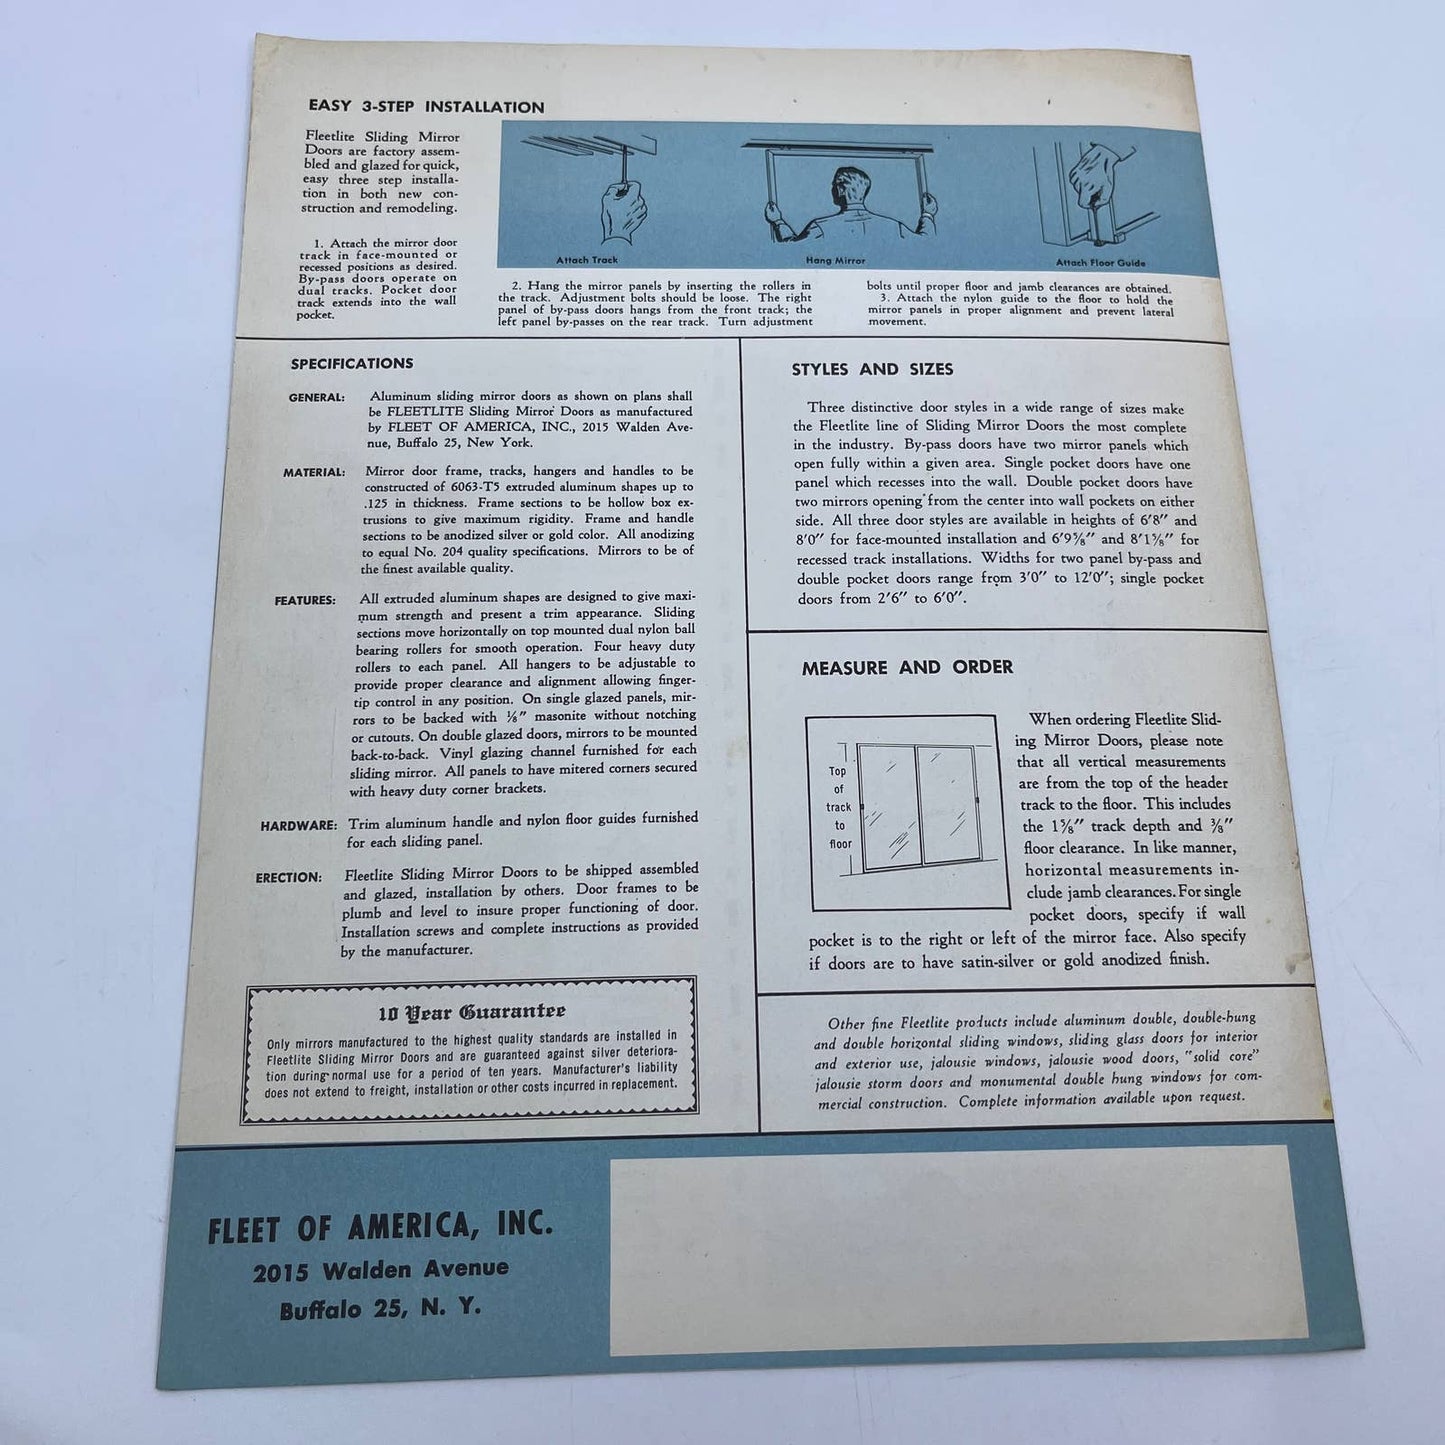 EASY 3-STEP INSTALLATION
Fleetlite Sliding Mirror
Doors are factory assem-
bled and glazed for quick,
easy three step installa-
tion in both new con-
struction and remodeling.
1. Attach the mirror door
track in face-mounted or
recessed positions as desired.
By-pass doors operate on
dual tracks. Pocket door
track extends into the wall
pocket.
Attach Track
Hang Mirror
Attach Floor Guide
2. Hang the mirror panels by inserting the rollers in
the track. Adjustment bolts should be loose. The right
panel of by-pass doors hangs from the front track; the
left panel by-passes on the rear track. Turn adjustment
bolts until proper floor and jamb clearances are obtained.
3. Attach the nylon guide to the floor to hold the
mirror panels in proper alignment and prevent lateral
movement.
SPECIFICATIONS
GENERAL: Aluminum sliding mirror doors as shown on plans shall
be FLEETLITE Sliding Mirror Doors as manufactured
by FLEET OF AMERICA, INC., 2015 Walden Ave-
nue, Buffalo 25, New York.
MATERIAL: Mirror door frame, tracks, hangers and handles to be
constructed of 6063-T5 extruded aluminum shapes up to
.125 in thickness. Frame sections to be hollow box ex-
trusions to give maximum rigidity. Frame and handle
sections to be anodized silver or gold color. All anodizing
to equal No. 204 quality specifications. Mirrors to be of
the finest available quality.
FEATURES: All extruded aluminum shapes are designed to give maxi-
mum strength and present a trim appearance. Sliding
sections move horizontally on top mounted dual nylon ball
bearing rollers for smooth operation. Four heavy duty
rollers to each panel. All hangers to be adjustable to
provide proper clearance and alignment allowing finger-
tip control in any position. On single glazed panels, mir-
rors to be backed with ⅛" masonite without notching
or cutouts. On double glazed doors, mirrors to be mounted
back-to-back. Vinyl glazing channel furnished for each
sliding mirror. All panels to have mitered corners secured
with heavy duty corner brackets.
HARDWARE: Trim aluminum handle and nylon floor guides furnished
for each sliding panel.
ERECTION: Fleetlite Sliding Mirror Doors to be shipped assembled
and glazed, installation by others. Door frames to be
plumb and level to insure proper functioning of door.
Installation screws and complete instructions as provided
by the manufacturer.
10 Year Guarantee
Only mirrors manufactured to the highest quality standards are installed in
Fleetlite Sliding Mirror Doors and are guaranteed against silver deteriora-
tion during normal use for a period of ten years. Manufacturer's liability
does not extend to freight, installation or other costs incurred in replacement.
STYLES AND SIZES
Three distinctive door styles in a wide range of sizes make
the Fleetlite line of Sliding Mirror Doors the most complete
in the industry. By-pass doors have two mirror panels which
open fully within a given area. Single pocket doors have one
panel which recesses into the wall. Double pocket doors have
two mirrors opening from the center into wall pockets on either
side. All three door styles are available in heights of 6'8" and
8'0" for face-mounted installation and 6'9⅝" and 8'1⅝" for
recessed track installations. Widths for two panel by-pass and
double pocket doors range from 3'0" to 12'0"; single pocket
doors from 2'6" to 6'0".
MEASURE AND ORDER
Top
of
track
to
floor
When ordering Fleetlite Slid-
ing Mirror Doors, please note
that all vertical measurements
are from the top of the header
track to the floor. This includes
the 1⅝" track depth and ⅜"
floor clearance. In like manner,
horizontal measurements in-
clude jamb clearances. For single
pocket doors, specify if wall
pocket is to the right or left of the mirror face. Also specify
if doors are to have satin-silver or gold anodized finish.
Other fine Fleetlite products include aluminum double, double-hung
and double horizontal sliding windows, sliding glass doors for interior
and exterior use, jalousie windows, jalousie wood doors, "solid core"
jalousie storm doors and monumental double hung windows for com-
mercial construction. Complete information available upon request.
FLEET OF AMERICA, INC.
2015 Walden Avenue
Buffalo 25, N. Y.